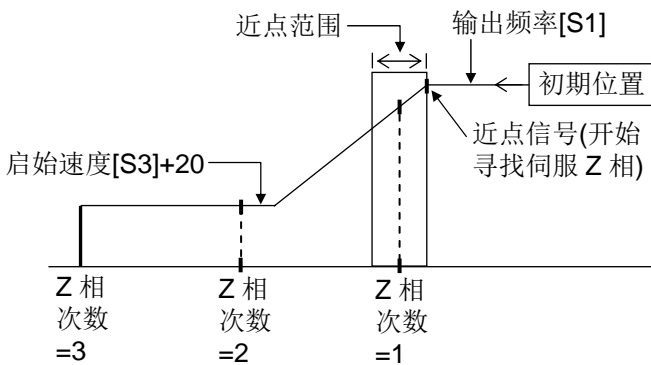 近点范围
输出频率[S1]
初期位置
近点信号(开始
寻找伺服 Z 相)
启始速度[S3]+20
Z 相
次数
=3
Z 相
次数
=2
Z 相
次数
=1